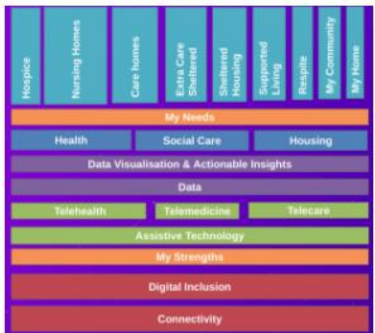 Hospice
Nursing Homes
Care homes
Extra Care
Sheltered
Sheltered
Housing
Supported
Living
Respite
My Community
My Home
My Needs
Health
Social Care
Housing
Data Visualisation & Actionable Insights
Data
Telehealth
Telemedicine
Telecare
Assistive Technology
My Strengths
Digital Inclusion
Connectivity